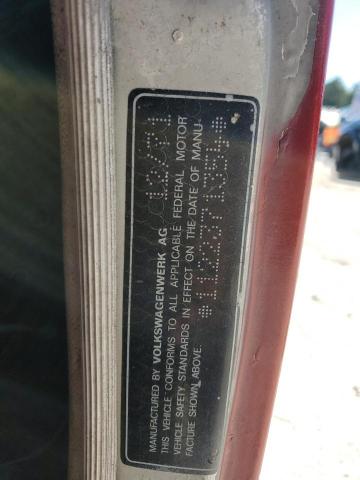 MANUFACTURED BY VOLKSWAGENWERK AG 12/71
THIS VEHICLE CONFORMS TO ALL APPLICABLE FEDERAL MOTOR
VEHICLE SAFETY STANDARDS IN EFFECT ON THE DATE OF MANU-
FACTURE SHOWN ABOVE.